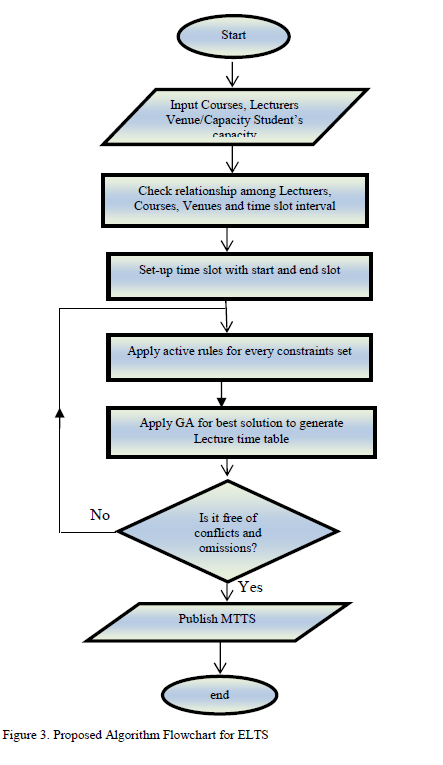 Start
Input Courses, Lecturers
Venue/Capacity Student’s
capacity
Check relationship among Lecturers,
Courses, Venues and time slot interval
Set-up time slot with start and end slot
Apply active rules for every constraints set
Apply GA for best solution to generate
Lecture time table
No
Is it free of
conflicts and
omissions?
Yes
Publish MTTS
end
Figure 3. Proposed Algorithm Flowchart for ELTS